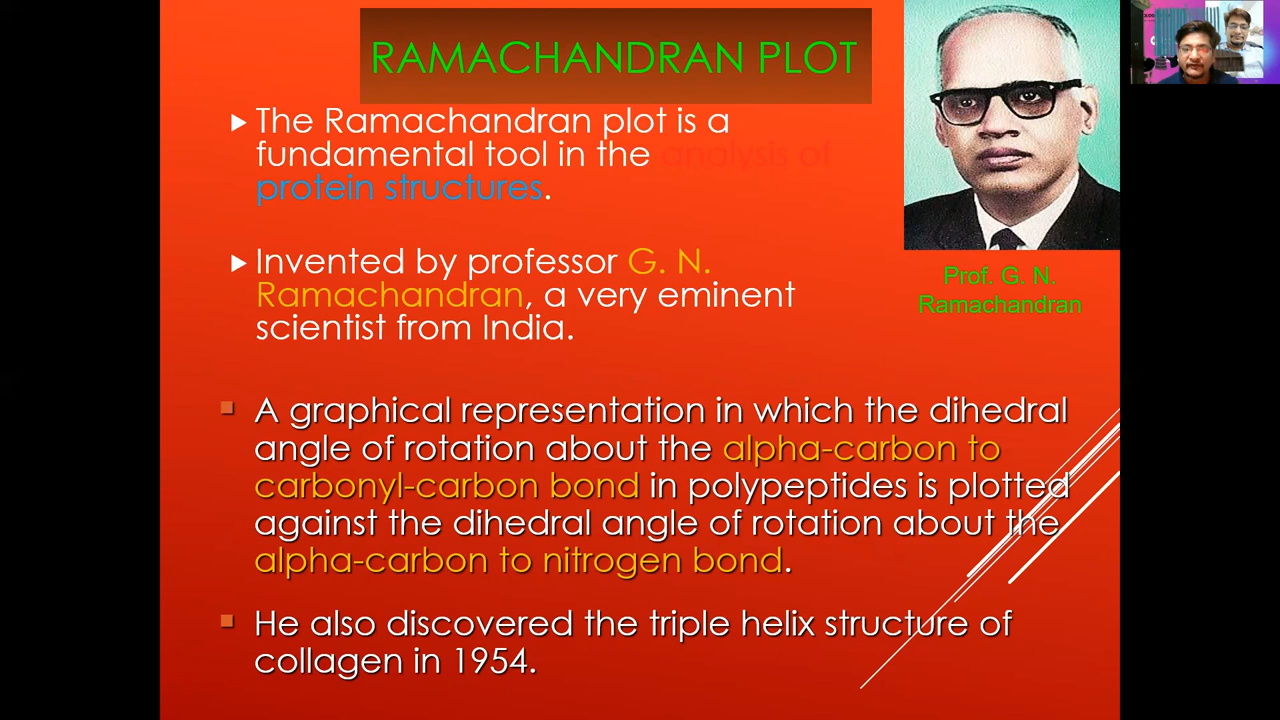 RAMACHANDRAN PLOT
The Ramachandran plot is a
fundamental tool in the analysis of
protein structures.
Invented by professor G. N.
Ramachandran, a very eminent
scientist from India.
Prof. G. N.
Ramachandran
A graphical representation in which the dihedral
angle of rotation about the alpha-carbon to
carbonyl-carbon bond in polypeptides is plotted
against the dihedral angle of rotation about the
alpha-carbon to nitrogen bond.
He also discovered the triple helix structure of
collagen in 1954.